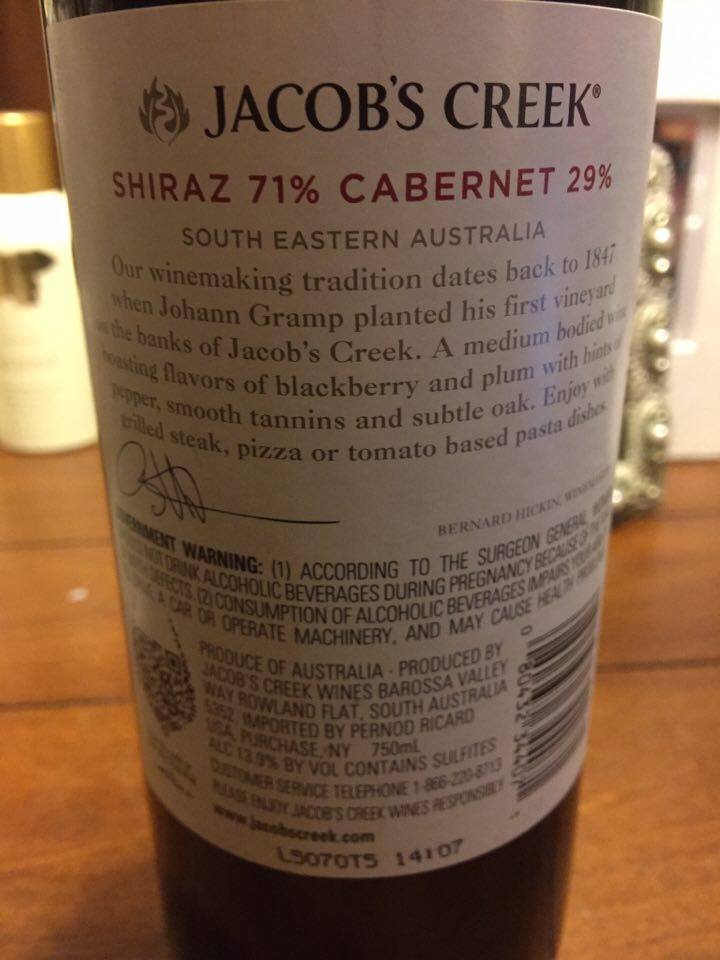 JACOB'S CREEK®
SHIRAZ 71% CABERNET 29%
SOUTH EASTERN AUSTRALIA
Our winemaking tradition dates back to 1847
when Johann Gramp planted his first vineyard
the banks of Jacob's Creek. A medium bodied
boasting flavors of blackberry and plum with hints
pepper, smooth tannins and subtle oak. Enjoy with
grilled steak, pizza or tomato based pasta dishes.
BERNARD HICKIN, WINEMAKER
GOVERNMENT WARNING: (1) ACCORDING TO THE SURGEON GENERAL,
NOT DRINK ALCOHOLIC BEVERAGES DURING PREGNANCY BECAUSE OF THE
DEFECTS. (2) CONSUMPTION OF ALCOHOLIC BEVERAGES IMPAIRS YOUR
A CAR OR OPERATE MACHINERY, AND MAY CAUSE HEALTH
PRODUCE OF AUSTRALIA · PRODUCED BY
JACOB'S CREEK WINES BAROSSA VALLEY
WAY ROWLAND FLAT, SOUTH AUSTRALIA
5352. IMPORTED BY PERNOD RICARD
USA, PURCHASE, NY 750mL
ALC 13.9% BY VOL CONTAINS SULFITES
CUSTOMER SERVICE TELEPHONE 1-866-220-8713
PLEASE ENJOY JACOB'S CREEK WINES RESPONSIBLY
www.jacobscreek.com
L5070T5 14:07